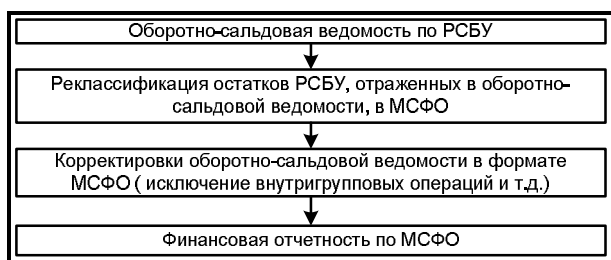 Оборотно-сальдовая ведомость по РСБУ
Реклассификация остатков РСБУ, отраженных в оборотно-
сальдовой ведомости, в МСФО
Корректировки оборотно-сальдовой ведомости в формате
МСФО ( исключение внутригрупповых операций и т.д.)
Финансовая отчетность по МСФО